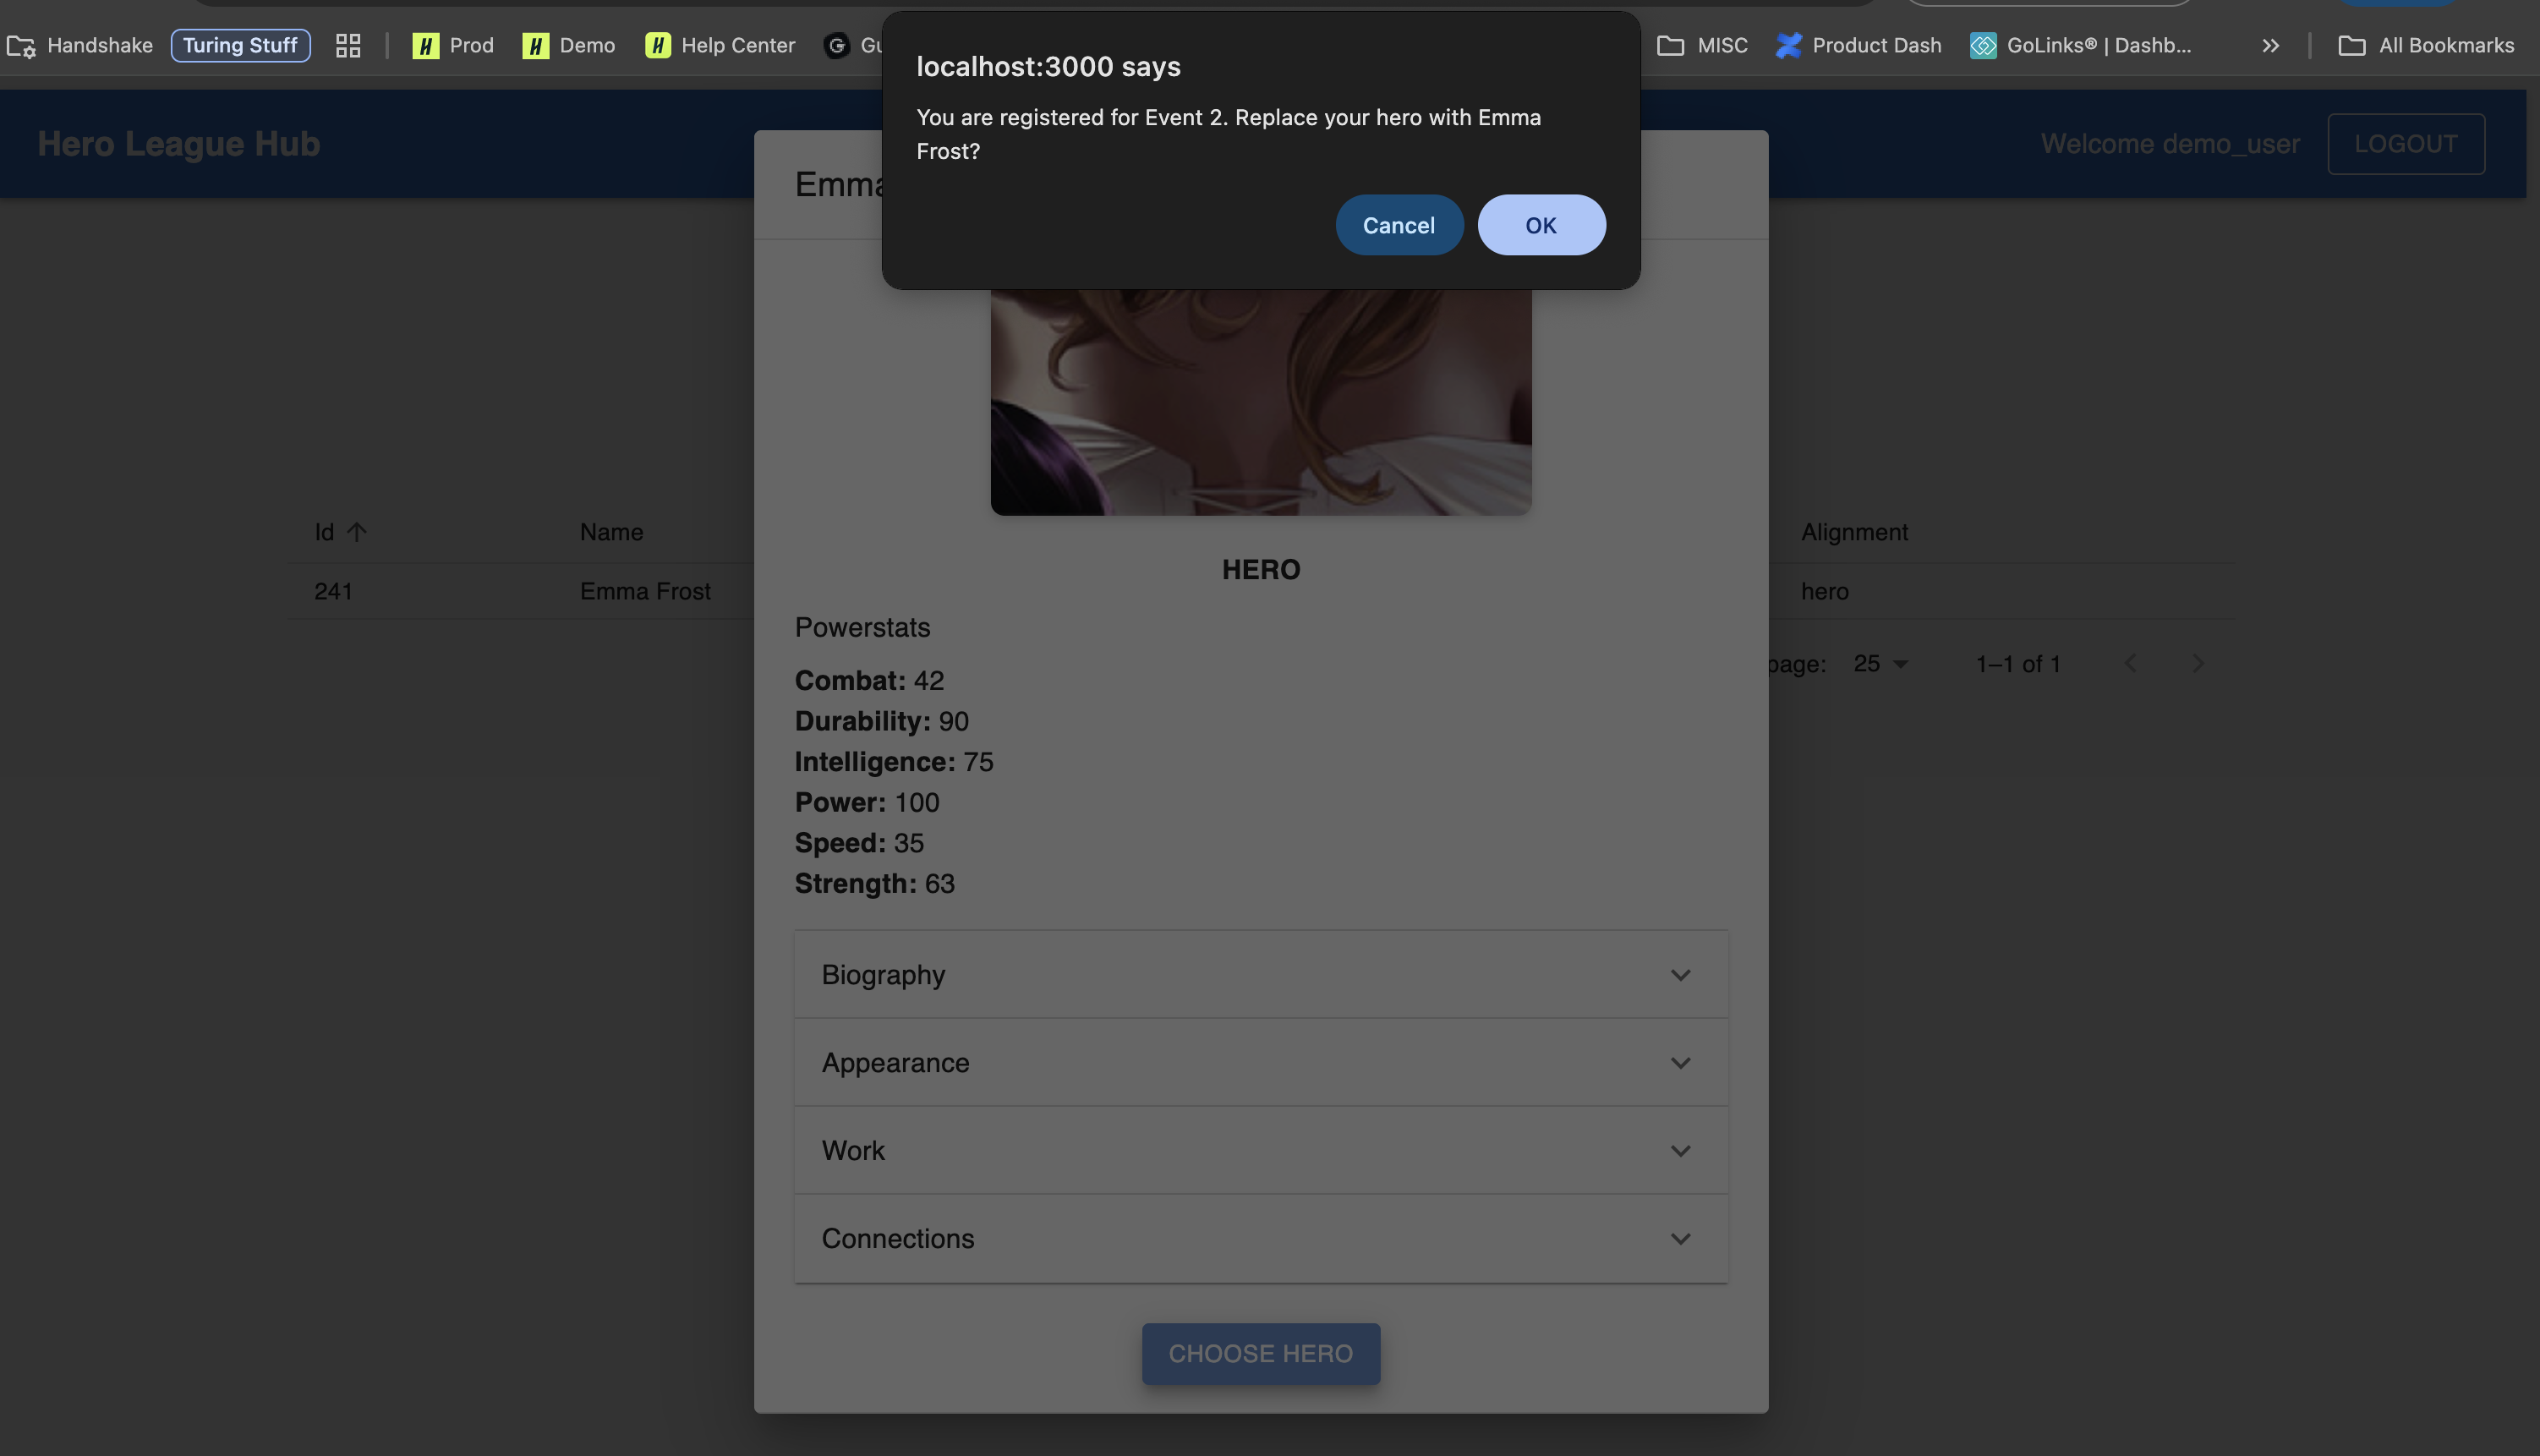 Handshake
Turing Stuff
Prod
Demo
Help Center
MISC
Product Dash
GoLinks® | Dashb...
All Bookmarks
localhost:3000 says
You are registered for Event 2. Replace your hero with Emma
Frost?
Cancel
OK
Hero League Hub
Welcome demo_user
LOGOUT
Emma
Id
Name
Alignment
241
Emma Frost
hero
page:
25
1–1 of 1
HERO
Powerstats
Combat: 42
Durability: 90
Intelligence: 75
Power: 100
Speed: 35
Strength: 63
Biography
Appearance
Work
Connections
CHOOSE HERO